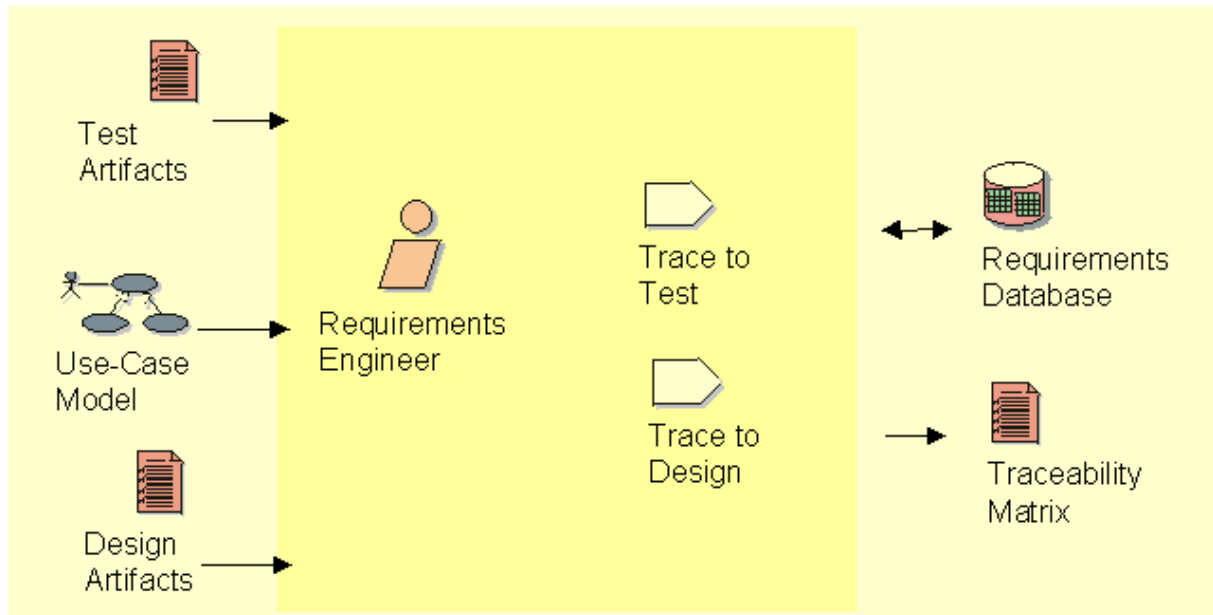 Test
Artifacts
Use-Case
Model
Design
Artifacts
Requirements
Engineer
Trace to
Test
Trace to
Design
Requirements
Database
Traceability
Matrix